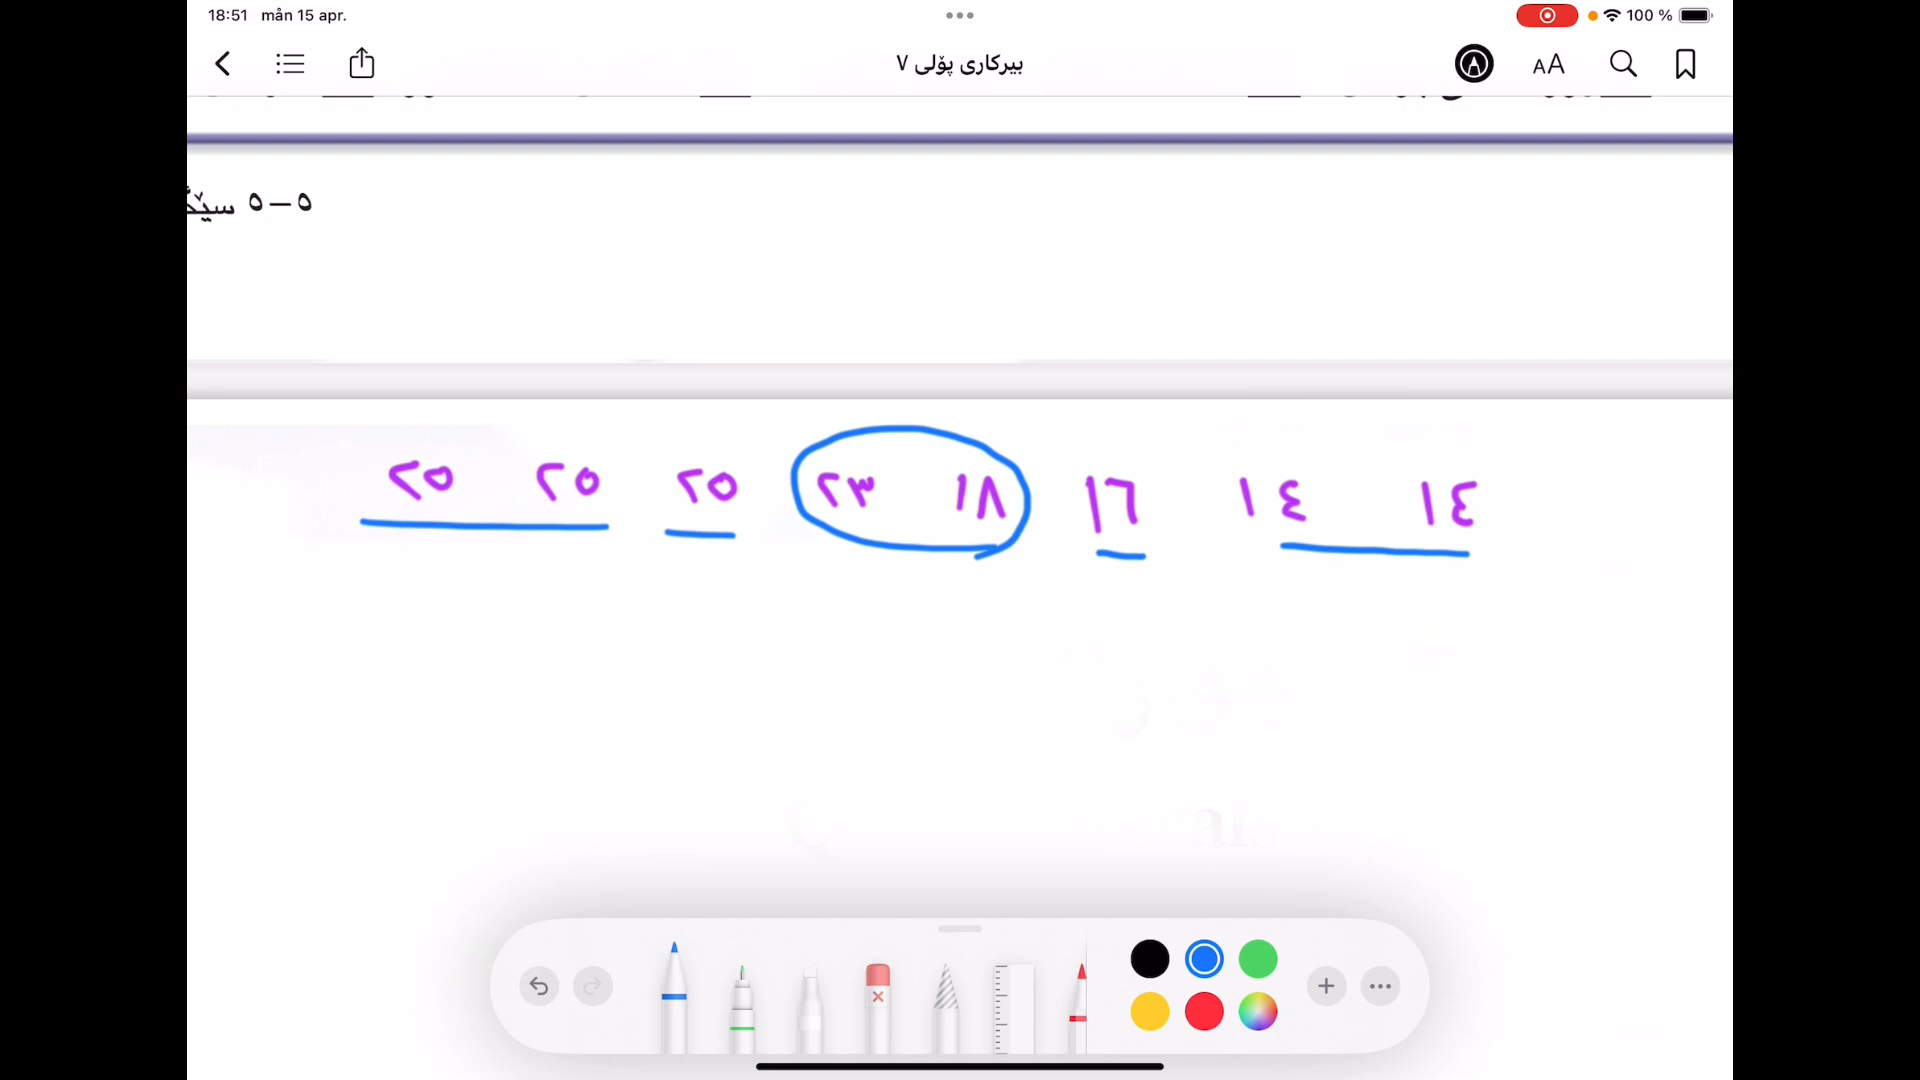 18:51 mån 15 apr. 100 %
بیرکاری پۆلی ٧
AA
٥ – ٥
٢٥ ٢٥ ٢٥ ٢٣ ١٨ ١٦ ١٤ ١٤